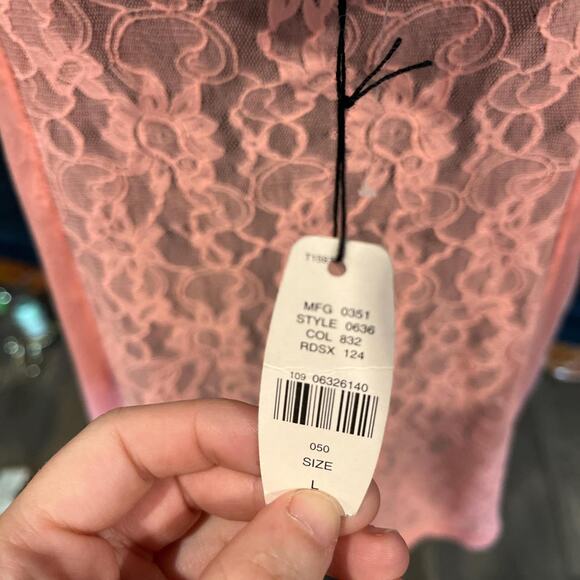 MFG 0351
STYLE 0636
COL 832
RDSX 124
109 06326140
050
SIZE
L